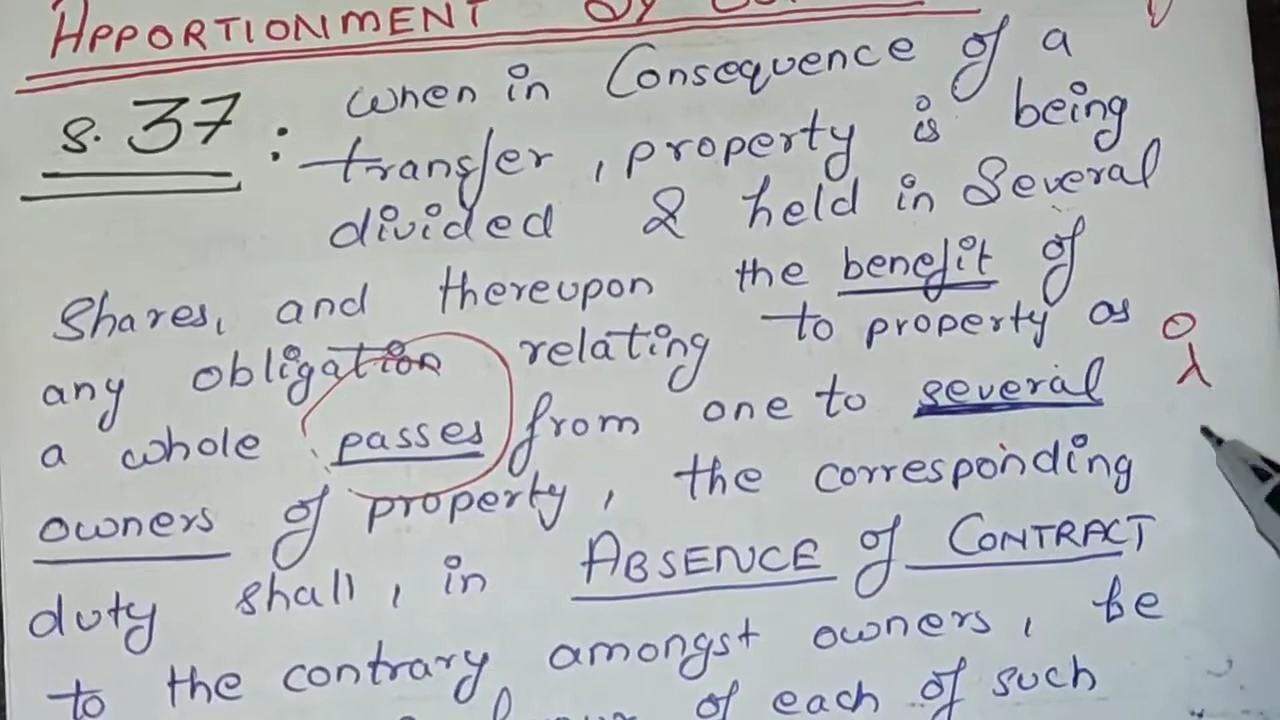 APPORTIONMENT
S. 37 : when in Consequence of a
transfer, property is being
divided & held in Several
Shares, and thereupon the benefit of
any obligation relating to property as
a whole passes from one to several
owners of property, the corresponding
duty shall, in ABSENCE of CONTRACT
to the contrary amongst owners, be
of each of such